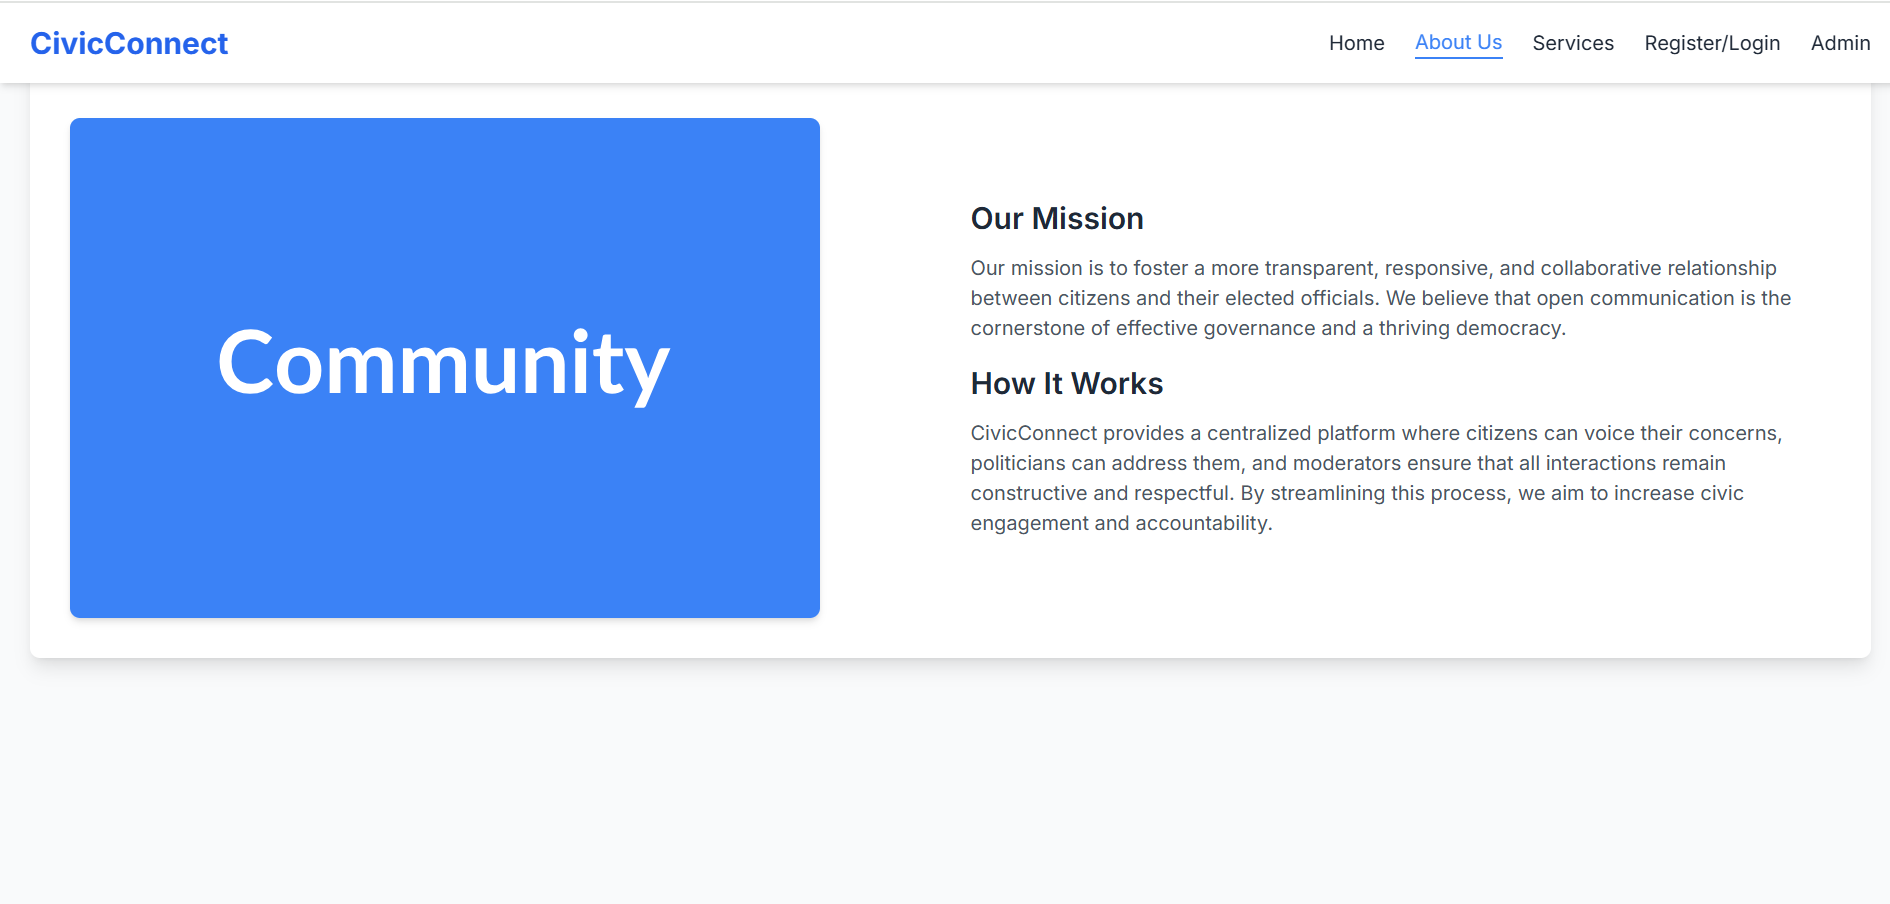 CivicConnect
Home
About Us
Services
Register/Login
Admin
Community
Our Mission
Our mission is to foster a more transparent, responsive, and collaborative relationship
between citizens and their elected officials. We believe that open communication is the
cornerstone of effective governance and a thriving democracy.
How It Works
CivicConnect provides a centralized platform where citizens can voice their concerns,
politicians can address them, and moderators ensure that all interactions remain
constructive and respectful. By streamlining this process, we aim to increase civic
engagement and accountability.